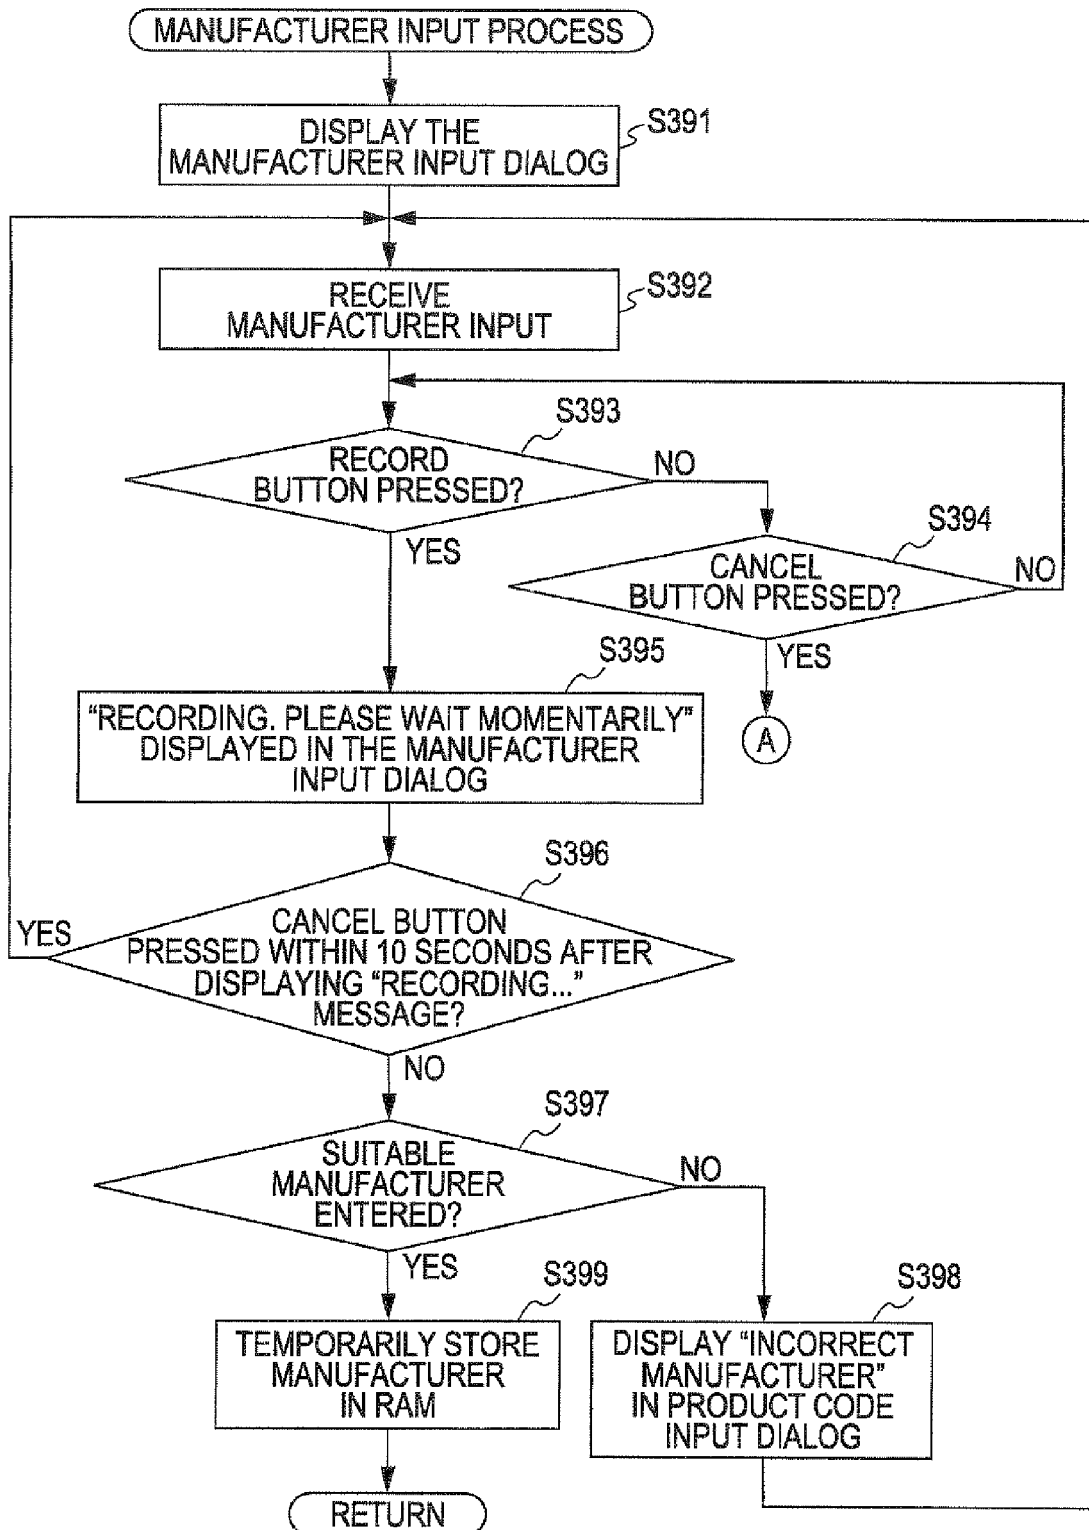 MANUFACTURER INPUT PROCESS
S391
DISPLAY THE
MANUFACTURER INPUT DIALOG
S392
RECEIVE
MANUFACTURER INPUT
S393
RECORD
BUTTON PRESSED?
NO
YES
S394
CANCEL
BUTTON PRESSED?
NO
YES
A
S395
“RECORDING. PLEASE WAIT MOMENTARILY”
DISPLAYED IN THE MANUFACTURER
INPUT DIALOG
S396
CANCEL BUTTON
PRESSED WITHIN 10 SECONDS AFTER
DISPLAYING “RECORDING...”
MESSAGE?
YES
NO
S397
SUITABLE
MANUFACTURER
ENTERED?
NO
YES
S399
TEMPORARILY STORE
MANUFACTURER
IN RAM
S398
DISPLAY “INCORRECT
MANUFACTURER”
IN PRODUCT CODE
INPUT DIALOG
RETURN